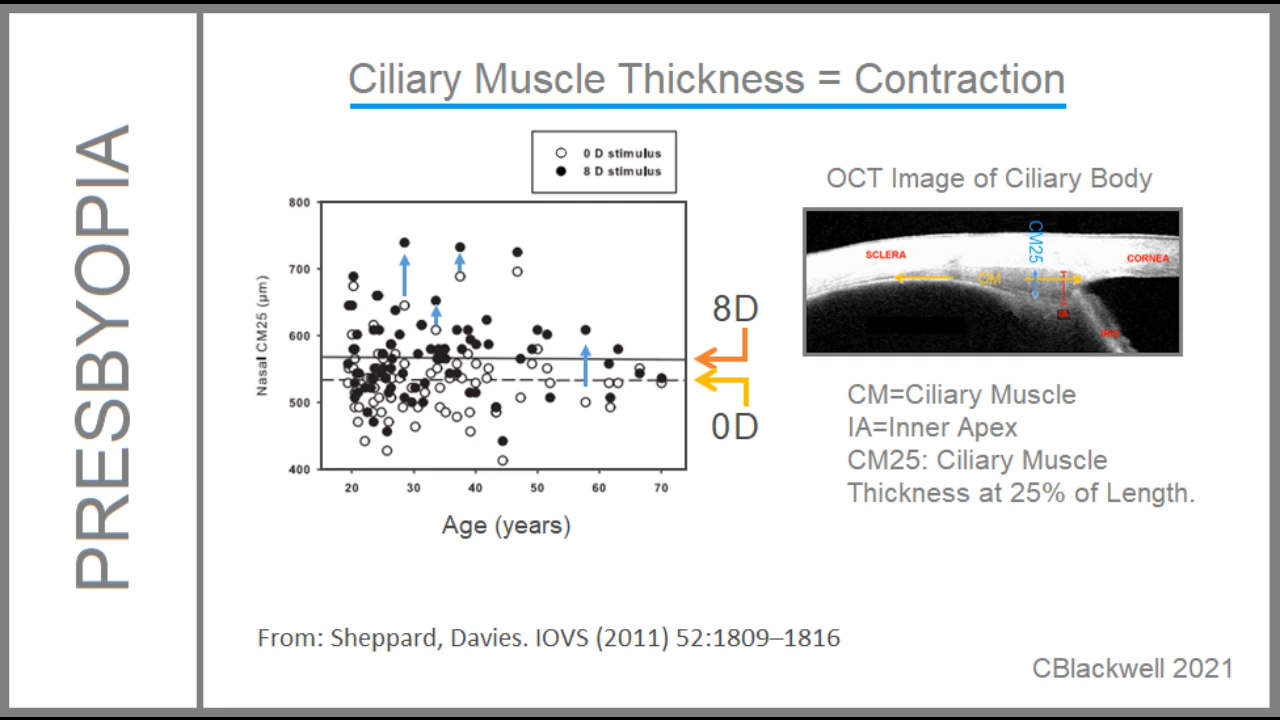 PRESBYOPIA
Ciliary Muscle Thickness = Contraction
0 D stimulus
8 D stimulus
800
700
600
500
400
Nasal CM25 (µm)
20 30 40 50 60 70
Age (years)
8D
0D
OCT Image of Ciliary Body
SCLERA
CM25
CORNEA
CM
IA
IRIS
CM=Ciliary Muscle
IA=Inner Apex
CM25: Ciliary Muscle
Thickness at 25% of Length.
From: Sheppard, Davies. IOVS (2011) 52:1809–1816
CBlackwell 2021